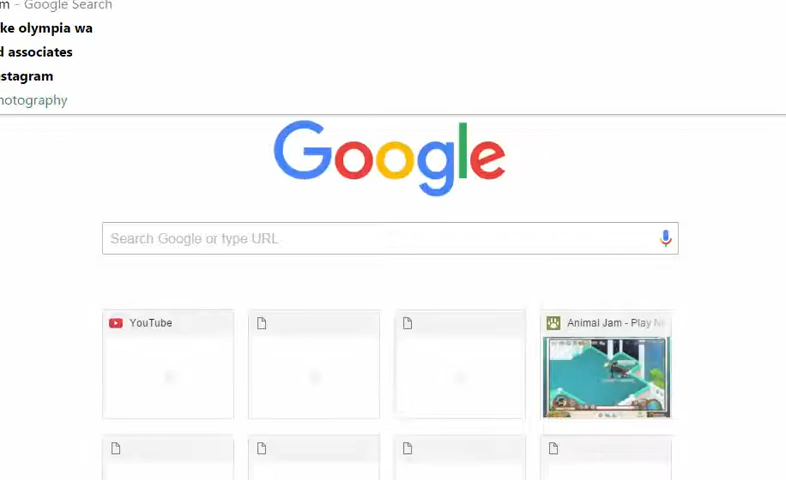 m - Google Search
ke olympia wa
d associates
stagram
hotography
Google
Search Google or type URL
YouTube
Animal Jam - Play